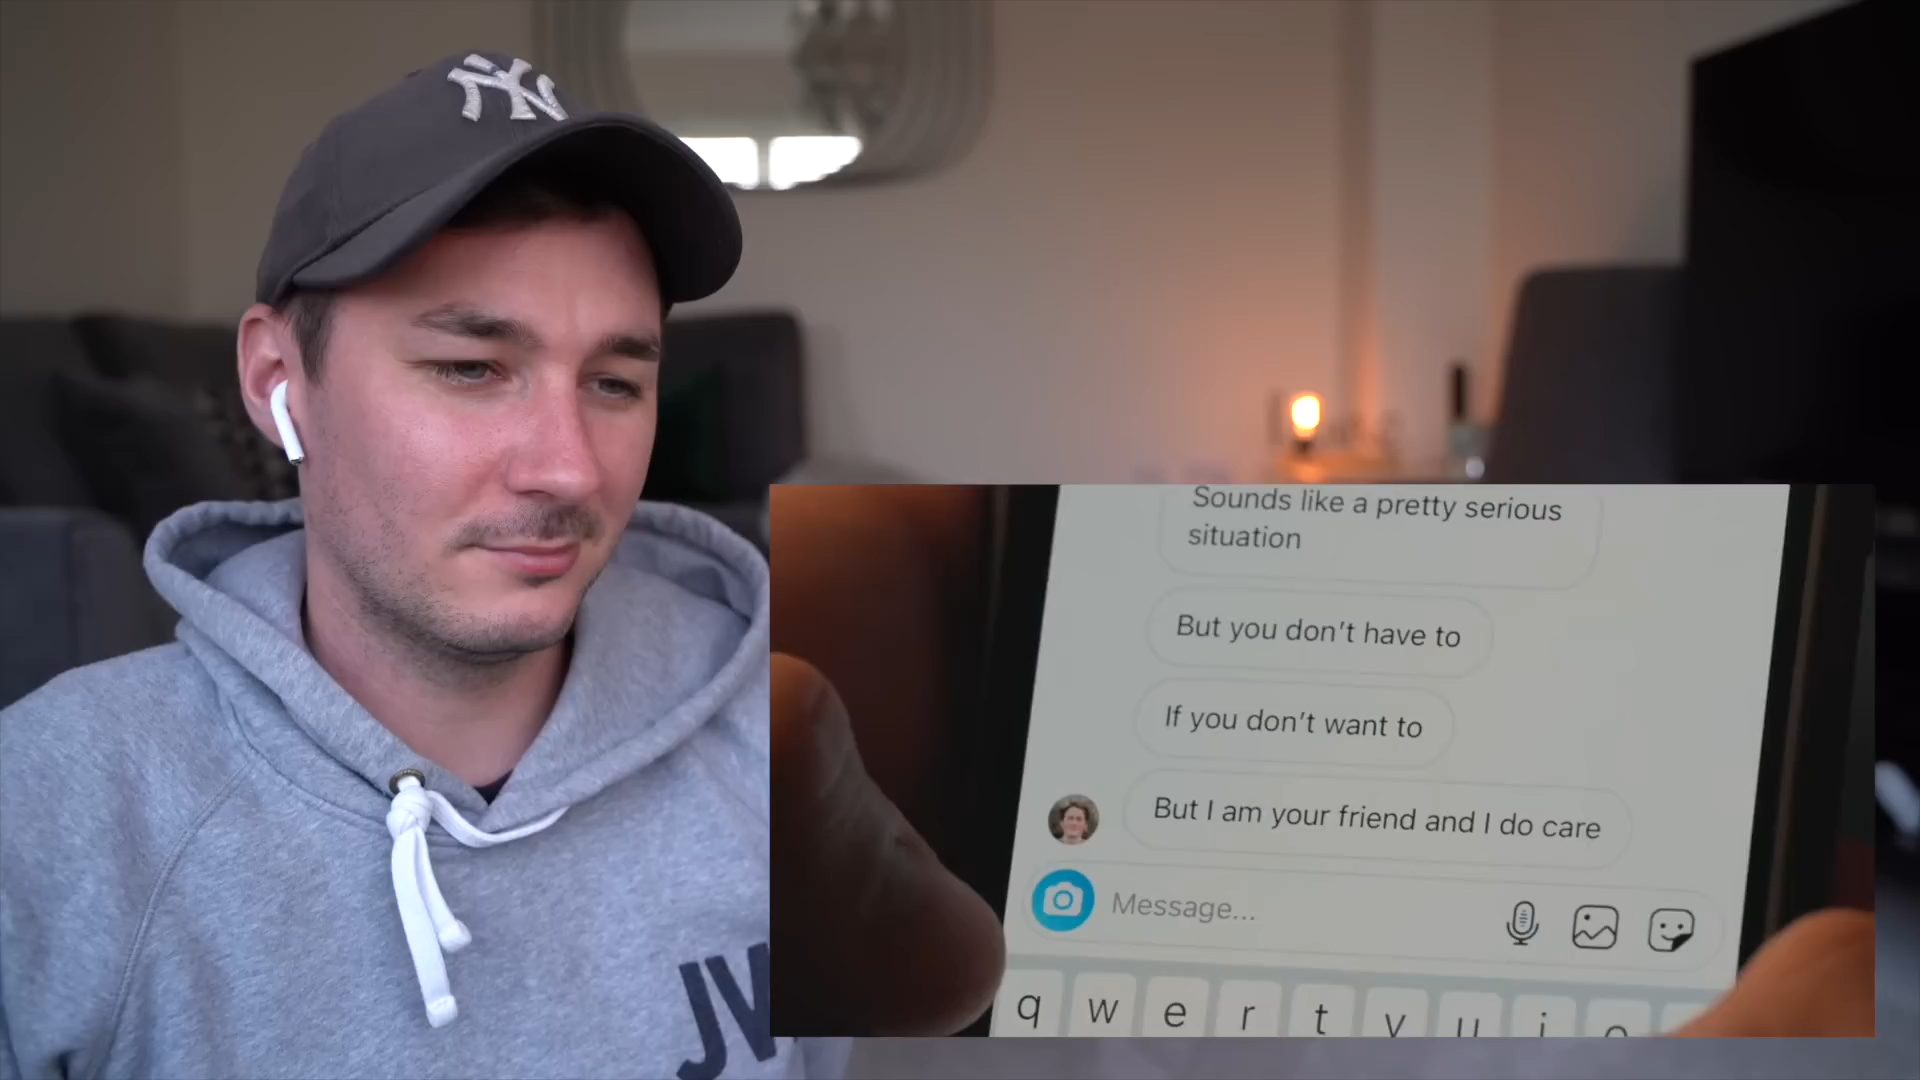 NY
Sounds like a pretty serious
situation
But you don't have to
If you don't want to
But I am your friend and I do care
Message...
q w e r t y u i o
JW